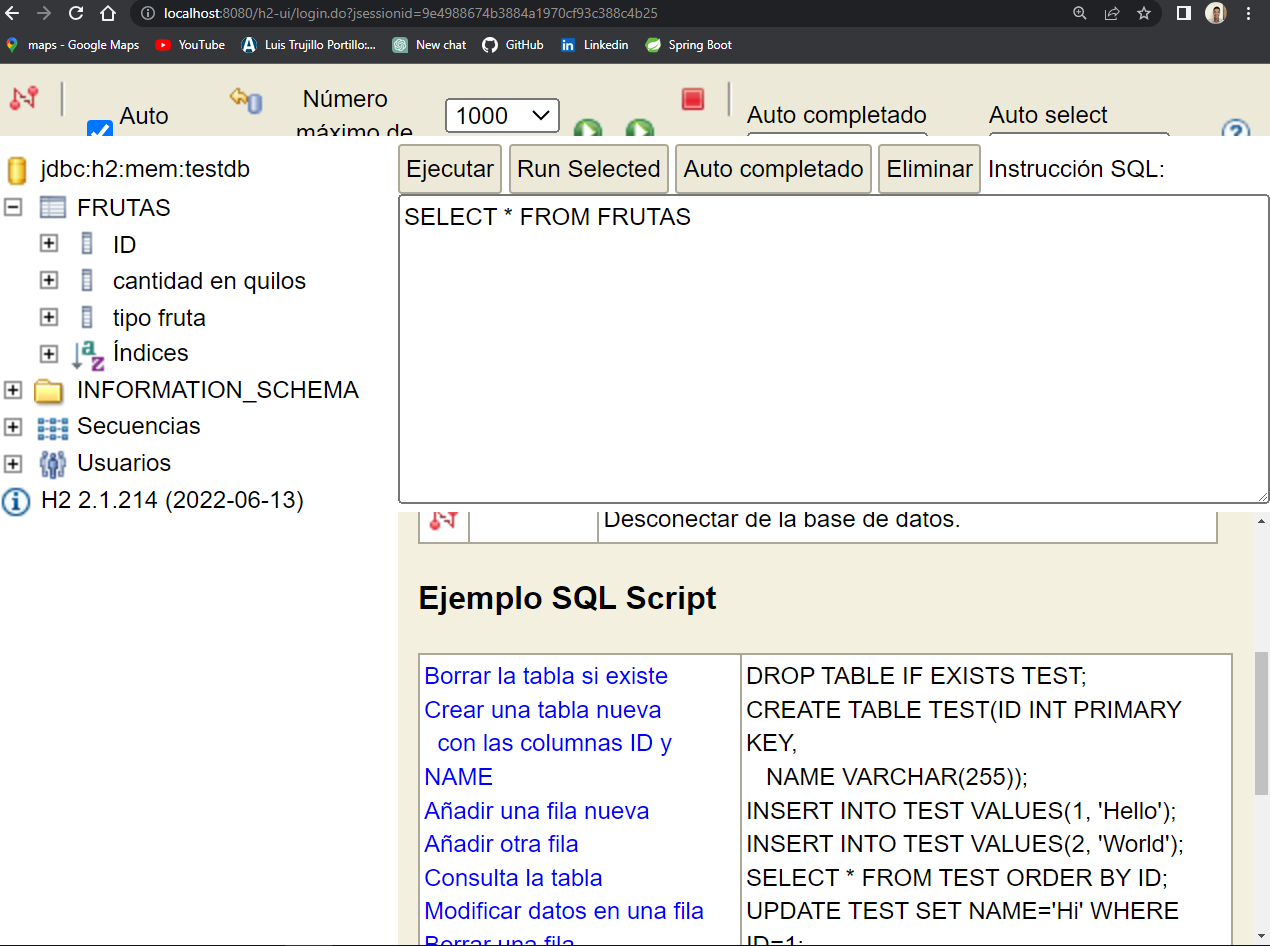 localhost:8080/h2-ui/login.do?jsessionid=9e4988674b3884a1970cf93c388c4b25
maps - Google Maps YouTube Luis Trujillo Portillo:... New chat GitHub Linkedin Spring Boot
Auto
Número
máximo de
1000
Auto completado
Auto select
jdbc:h2:mem:testdb
FRUTAS
ID
cantidad en quilos
tipo fruta
Índices
INFORMATION_SCHEMA
Secuencias
Usuarios
H2 2.1.214 (2022-06-13)
Ejecutar Run Selected Auto completado Eliminar Instrucción SQL:
SELECT * FROM FRUTAS
Desconectar de la base de datos.
Ejemplo SQL Script
Borrar la tabla si existe DROP TABLE IF EXISTS TEST;
Crear una tabla nueva CREATE TABLE TEST(ID INT PRIMARY
con las columnas ID y KEY,
NAME NAME VARCHAR(255));
Añadir una fila nueva INSERT INTO TEST VALUES(1, 'Hello');
Añadir otra fila INSERT INTO TEST VALUES(2, 'World');
Consulta la tabla SELECT * FROM TEST ORDER BY ID;
Modificar datos en una fila UPDATE TEST SET NAME='Hi' WHERE
Borrar una fila ID=1;